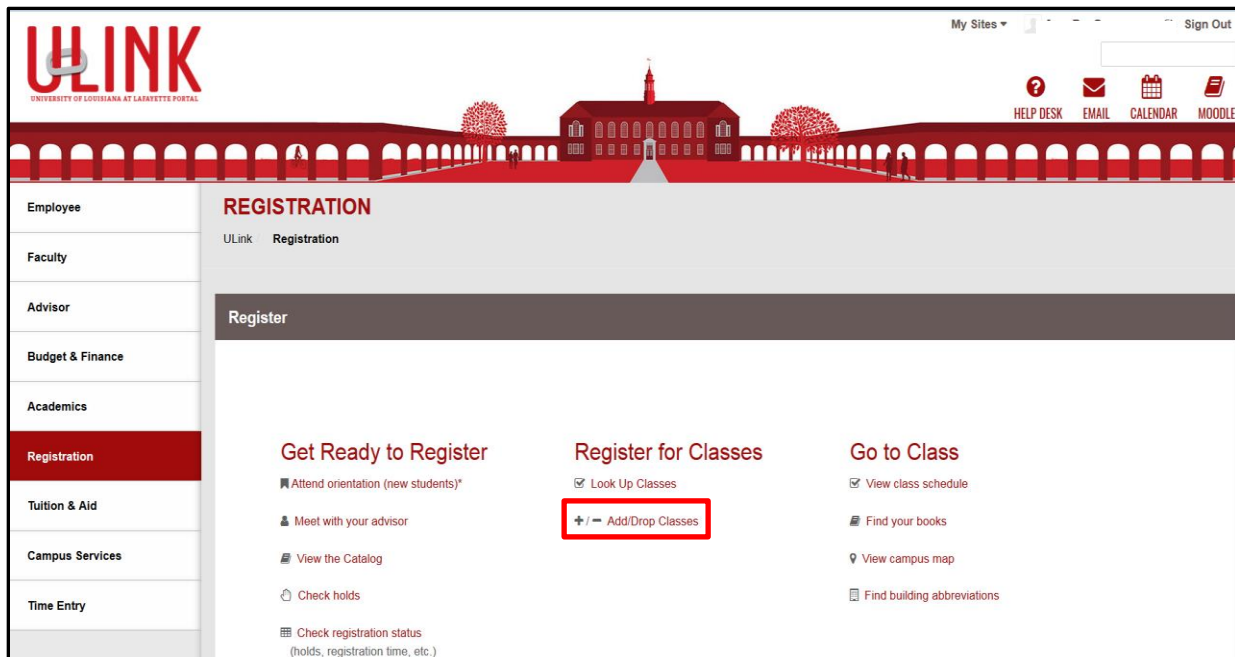 My Sites Sign Out
ULINK
UNIVERSITY OF LOUISIANA AT LAFAYETTE PORTAL
HELP DESK EMAIL CALENDAR MOODLE
Employee
Faculty
Advisor
Budget & Finance
Academics
Registration
Tuition & Aid
Campus Services
Time Entry
REGISTRATION
ULink / Registration
Register
Get Ready to Register
Attend orientation (new students)*
Meet with your advisor
View the Catalog
Check holds
Check registration status
(holds, registration time, etc.)
Register for Classes
Look Up Classes
+ / − Add/Drop Classes
Go to Class
View class schedule
Find your books
View campus map
Find building abbreviations